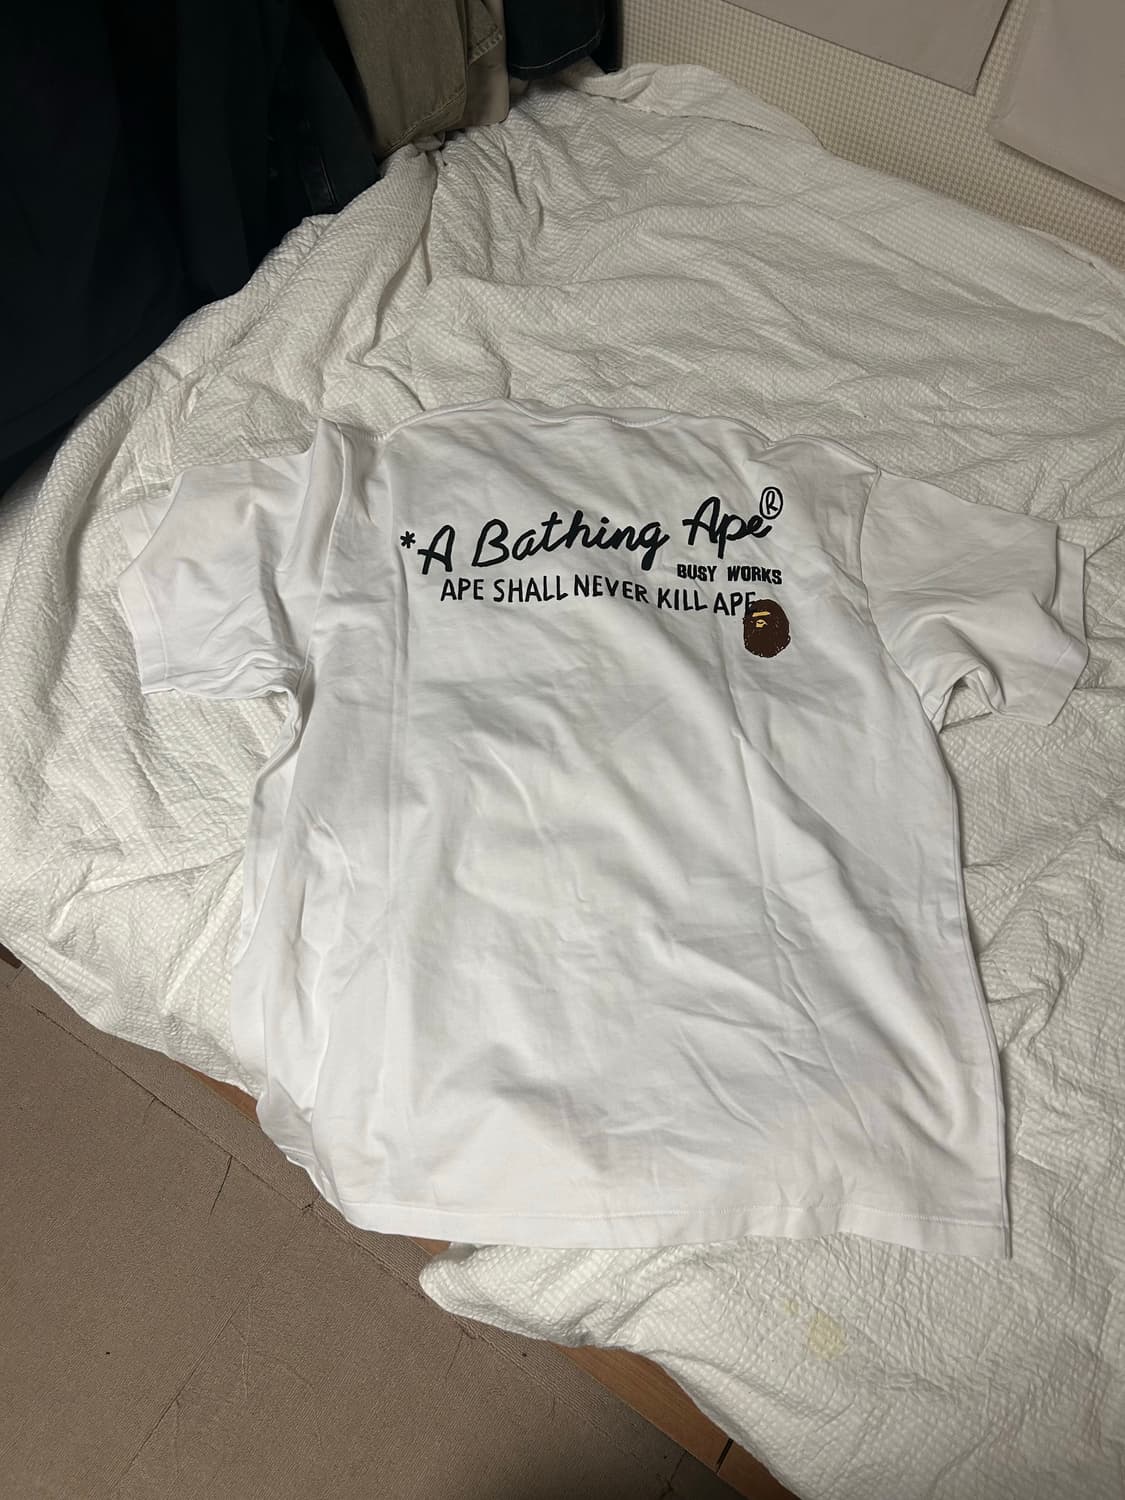 *A Bathing Ape®
BUSY WORKS
APE SHALL NEVER KILL APE